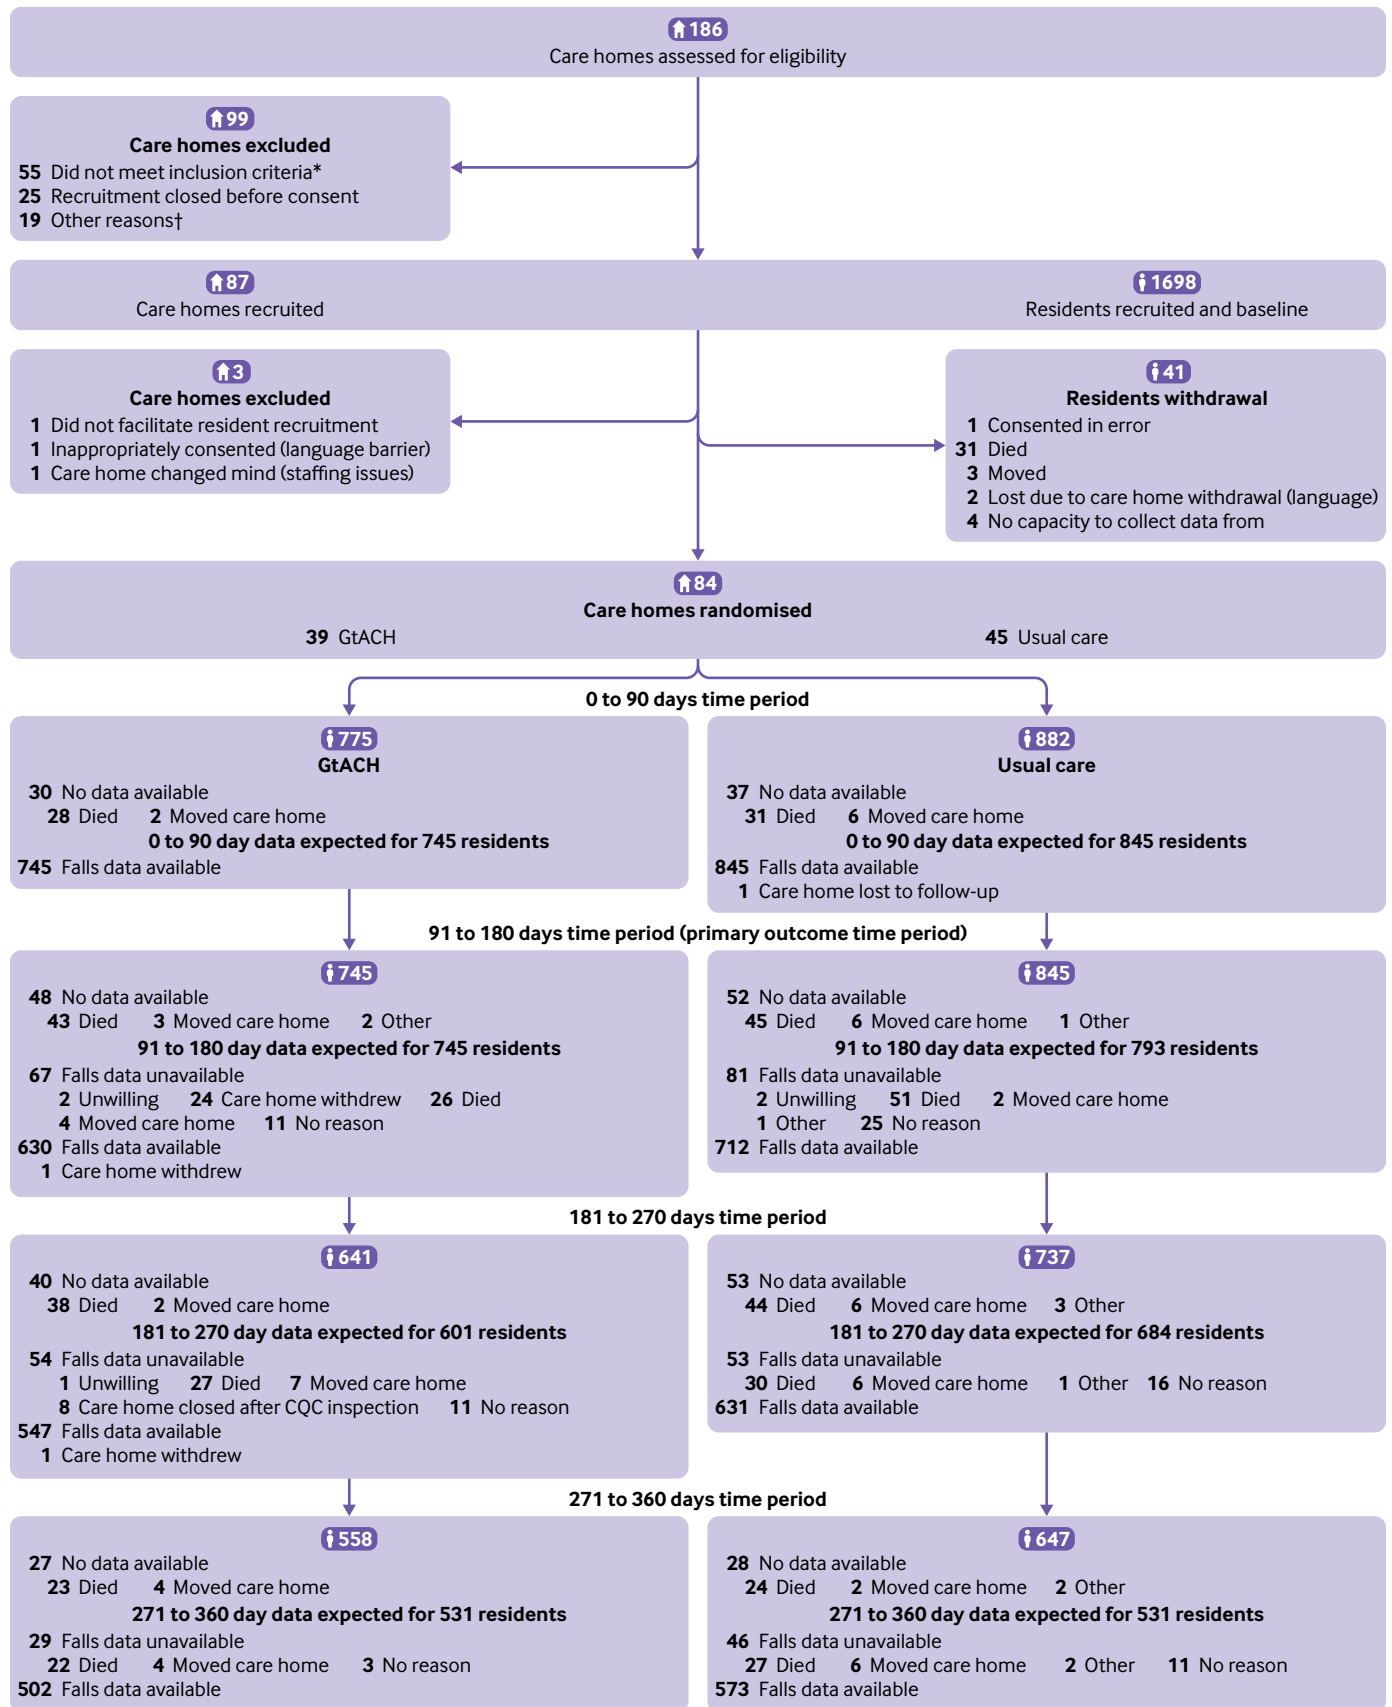 186
Care homes assessed for eligibility
99
Care homes excluded
55 Did not meet inclusion criteria*
25 Recruitment closed before consent
19 Other reasons†
87
Care homes recruited
1698
Residents recruited and baseline
3
Care homes excluded
1 Did not facilitate resident recruitment
1 Inappropriately consented (language barrier)
1 Care home changed mind (staffing issues)
41
Residents withdrawal
1 Consented in error
31 Died
3 Moved
2 Lost due to care home withdrawal (language)
4 No capacity to collect data from
84
Care homes randomised
39 GtACH
45 Usual care
0 to 90 days time period
775
GtACH
30 No data available
28 Died 2 Moved care home
0 to 90 day data expected for 745 residents
745 Falls data available
882
Usual care
37 No data available
31 Died 6 Moved care home
0 to 90 day data expected for 845 residents
845 Falls data available
1 Care home lost to follow-up
91 to 180 days time period (primary outcome time period)
745
48 No data available
43 Died 3 Moved care home 2 Other
91 to 180 day data expected for 745 residents
67 Falls data unavailable
2 Unwilling 24 Care home withdrew 26 Died
4 Moved care home 11 No reason
630 Falls data available
1 Care home withdrew
845
52 No data available
45 Died 6 Moved care home 1 Other
91 to 180 day data expected for 793 residents
81 Falls data unavailable
2 Unwilling 51 Died 2 Moved care home
1 Other 25 No reason
712 Falls data available
181 to 270 days time period
641
40 No data available
38 Died 2 Moved care home
181 to 270 day data expected for 601 residents
54 Falls data unavailable
1 Unwilling 27 Died 7 Moved care home
8 Care home closed after CQC inspection 11 No reason
547 Falls data available
1 Care home withdrew
737
53 No data available
44 Died 6 Moved care home 3 Other
181 to 270 day data expected for 684 residents
53 Falls data unavailable
30 Died 6 Moved care home 1 Other 16 No reason
631 Falls data available
271 to 360 days time period
558
27 No data available
23 Died 4 Moved care home
271 to 360 day data expected for 531 residents
29 Falls data unavailable
22 Died 4 Moved care home 3 No reason
502 Falls data available
647
28 No data available
24 Died 2 Moved care home 2 Other
271 to 360 day data expected for 531 residents
46 Falls data unavailable
27 Died 6 Moved care home 2 Other 11 No reason
573 Falls data available